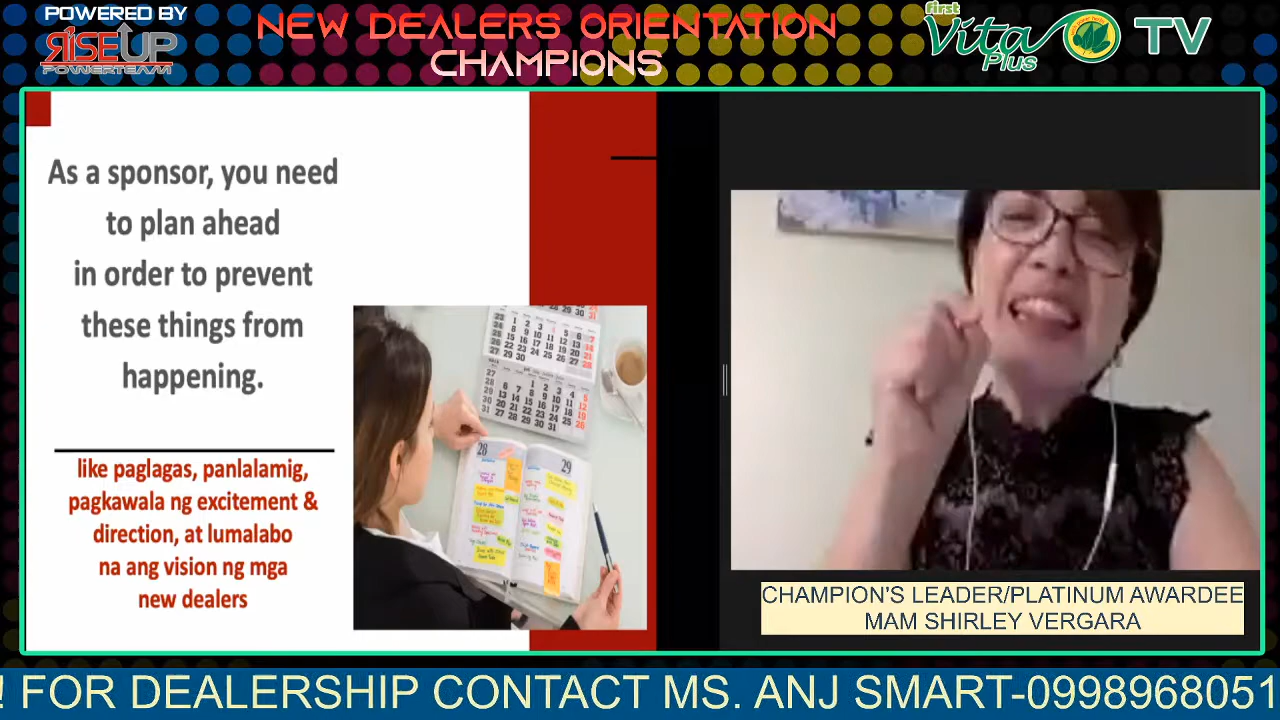 POWERED BY
RISEUP
POWERTEAM
NEW DEALERS ORIENTATION
CHAMPIONS
First
Vita
Plus
TV
As a sponsor, you need
to plan ahead
in order to prevent
these things from
happening.
like paglagas, panlalamig,
pagkawala ng excitement &
direction, at lumalabo
na ang vision ng mga
new dealers
28
29
CHAMPION'S LEADER/PLATINUM AWARDEE
MAM SHIRLEY VERGARA
! FOR DEALERSHIP CONTACT MS. ANJ SMART-0998968051